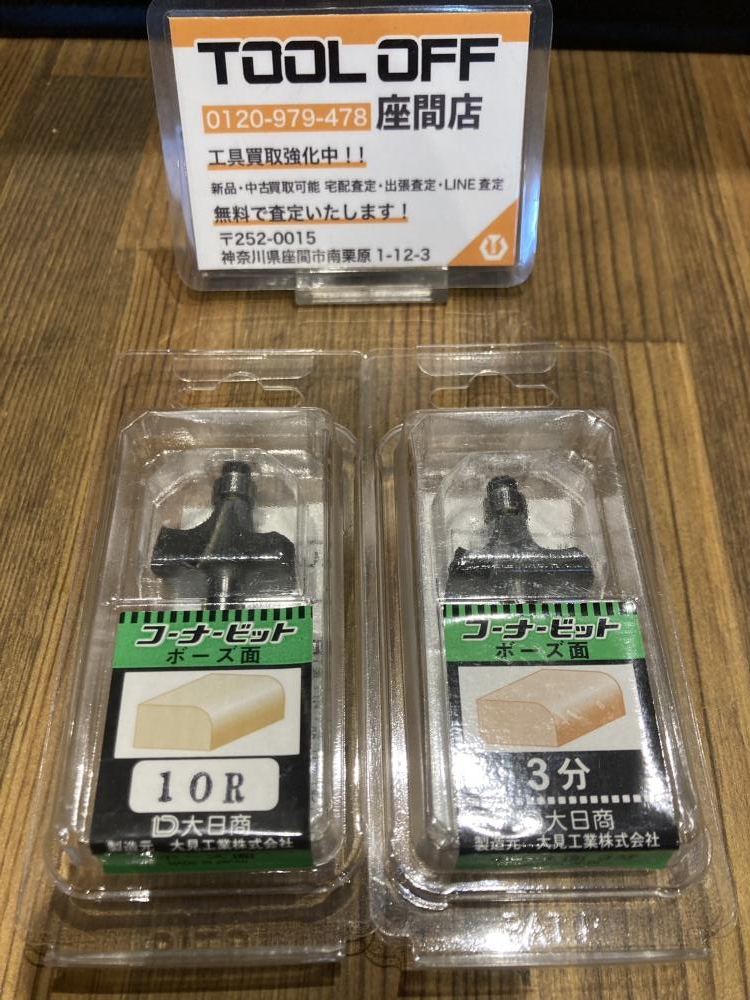 TOOL OFF
0120-979-478 座間店
工具買取強化中！！
新品・中古買取可能 宅配査定・出張査定・LINE査定
無料で査定いたします！
〒252-0015
神奈川県座間市南栗原 1-12-3
コーナービット
ボーズ面
10R
大日商
製造元 大見工業株式会社
MADE IN JAPAN
コーナービット
ボーズ面
3分
大日商
製造元 大見工業株式会社